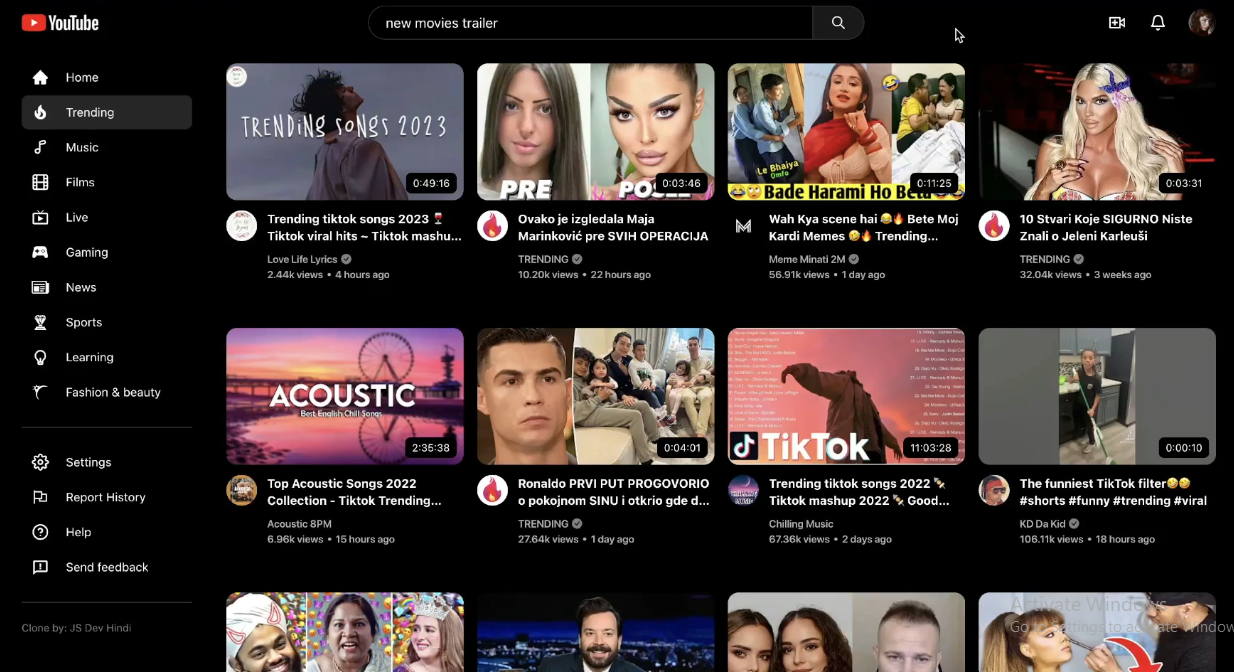 YouTube
new movies trailer
Home
Trending
Music
Films
Live
Gaming
News
Sports
Learning
Fashion & beauty
Settings
Report History
Help
Send feedback
Clone by: JS Dev Hindi
TRENDING SONGS 2023
0:49:16
Trending tiktok songs 2023 🍷
Tiktok viral hits ~ Tiktok mashu...
Love Life Lyrics
2.44k views • 4 hours ago
PRE
0:03:46
Ovako je izgledala Maja
Marinković pre SVIH OPERACIJA
TRENDING
10.20k views • 22 hours ago
Le Bhaiya
Omfo
0:11:25
Bade Harami Ho Beta
Wah Kya scene hai 😂🔥 Bete Moj
Kardi Memes 🤣🔥 Trending...
Meme Minati 2M
56.91k views • 1 day ago
0:03:31
10 Stvari Koje SIGURNO Niste
Znali o Jeleni Karleuši
TRENDING
32.04k views • 3 weeks ago
ACOUSTIC
Best English Chill Songs
2:35:38
Top Acoustic Songs 2022
Collection - Tiktok Trending...
Acoustic 8PM
6.96k views • 15 hours ago
0:04:01
Ronaldo PRVI PUT PROGOVORIO
o pokojnom SINU i otkrio gde d...
TRENDING
27.64k views • 1 day ago
TikTok
11:03:28
Trending tiktok songs 2022 🍾
Tiktok mashup 2022 🍾 Good...
Chilling Music
67.36k views • 2 days ago
0:00:10
The funniest TikTok filter🤣🤣
#shorts #funny #trending #viral
KD Da Kid
106.11k views • 18 hours ago
Activate Windows
Go to Settings to activate Window